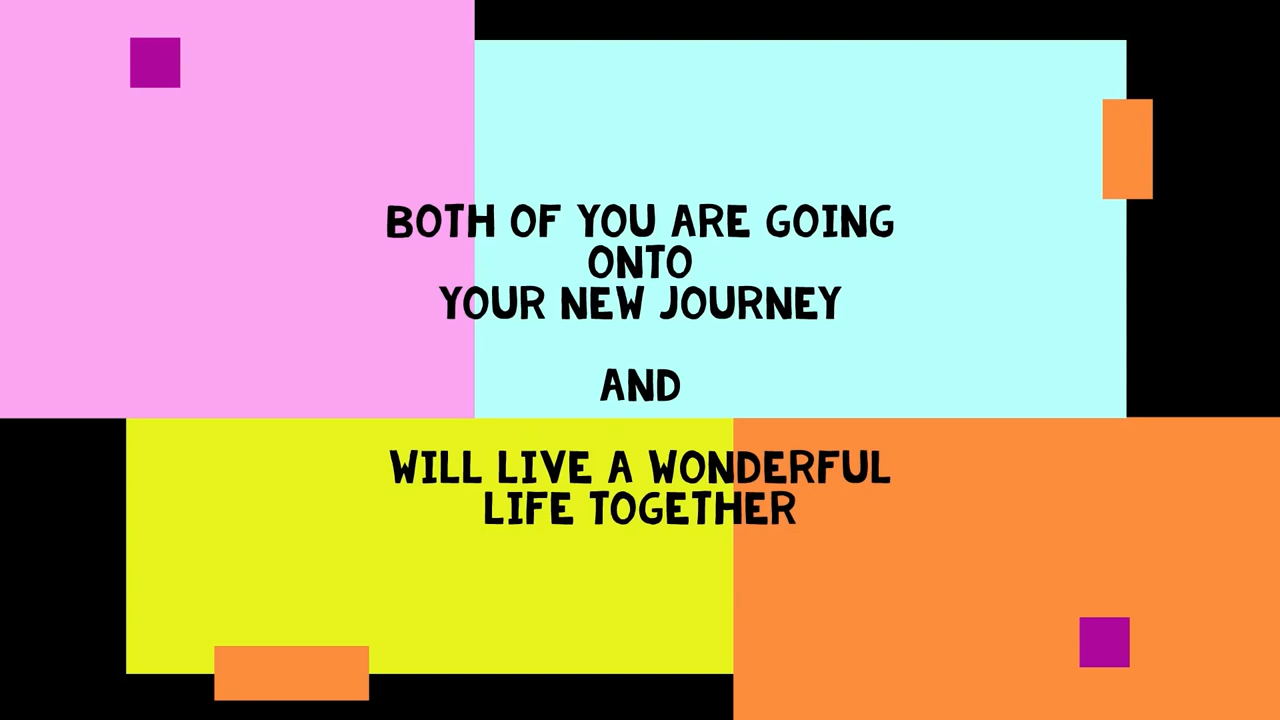 BOTH OF YOU ARE GOING
ONTO
YOUR NEW JOURNEY
AND
WILL LIVE A WONDERFUL
LIFE TOGETHER